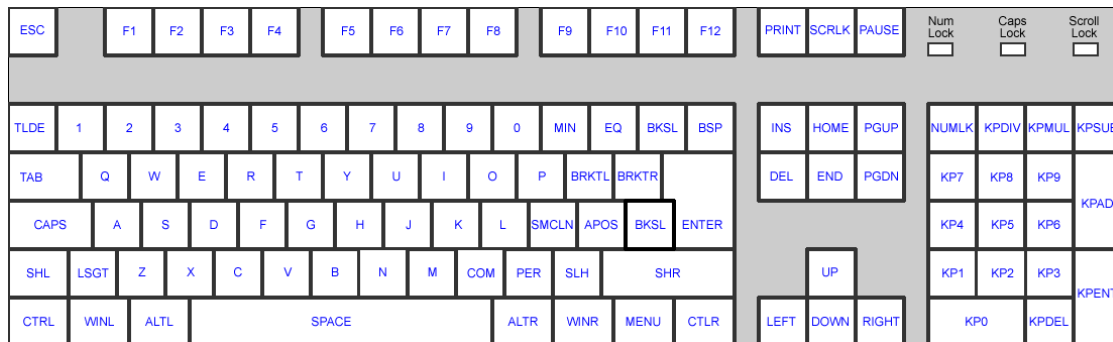 ESC F1 F2 F3 F4 F5 F6 F7 F8 F9 F10 F11 F12 PRINT SCRLK PAUSE Num Lock Caps Lock Scroll Lock
TLDE 1 2 3 4 5 6 7 8 9 0 MIN EQ BKSL BSP INS HOME PGUP NUMLK KPDIV KPMUL KPSUB
TAB Q W E R T Y U I O P BRKTL BRKTR DEL END PGDN KP7 KP8 KP9
KPAD
CAPS A S D F G H J K L SMCLN APOS BKSL ENTER KP4 KP5 KP6
SHL LSGT Z X C V B N M COM PER SLH SHR UP KP1 KP2 KP3
KPENT
CTRL WINL ALTL SPACE ALTR WINR MENU CTLR LEFT DOWN RIGHT KP0 KPDEL